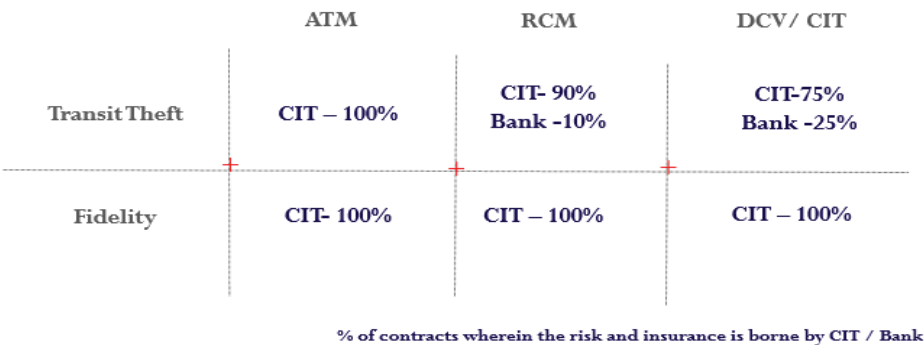 ATM RCM DCV/ CIT
Transit Theft CIT – 100% CIT- 90% CIT-75%
Bank -10% Bank -25%
Fidelity CIT- 100% CIT – 100% CIT – 100%
% of contracts wherein the risk and insurance is borne by CIT / Bank